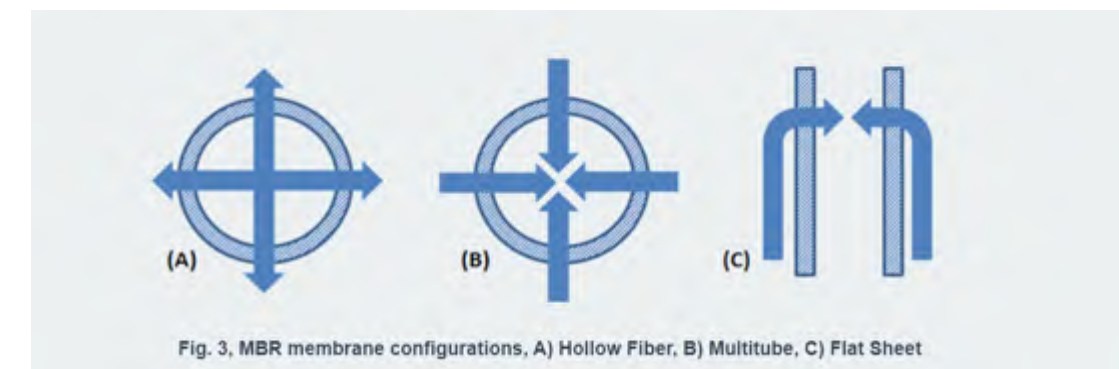 (A)
(B)
(C)
Fig. 3, MBR membrane configurations, A) Hollow Fiber, B) Multitube, C) Flat Sheet